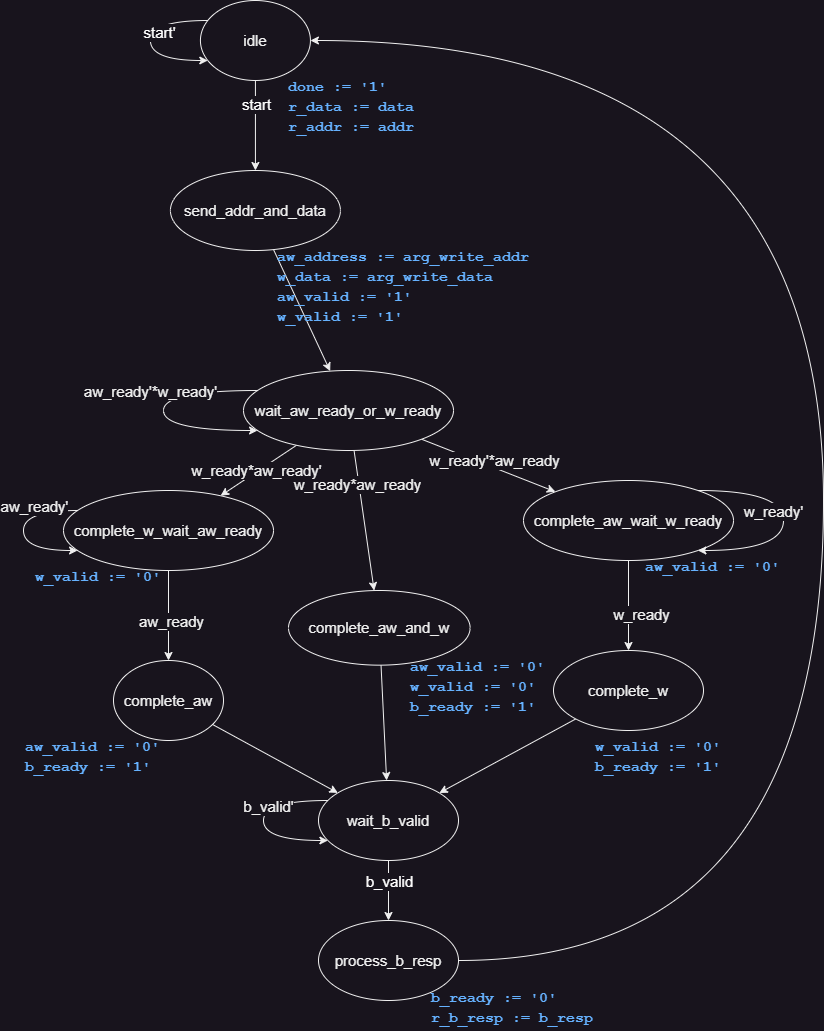 start'
idle
start
done := '1'
r_data := data
r_addr := addr
send_addr_and_data
aw_address := arg_write_addr
w_data := arg_write_data
aw_valid := '1'
w_valid := '1'
aw_ready'*w_ready'
wait_aw_ready_or_w_ready
w_ready*aw_ready'
w_ready*aw_ready
w_ready'*aw_ready
aw_ready'
complete_w_wait_aw_ready
w_valid := '0'
complete_aw_wait_w_ready
w_ready'
aw_valid := '0'
aw_ready
w_ready
complete_aw_and_w
aw_valid := '0'
w_valid := '0'
b_ready := '1'
complete_aw
aw_valid := '0'
b_ready := '1'
complete_w
w_valid := '0'
b_ready := '1'
b_valid'
wait_b_valid
b_valid
process_b_resp
b_ready := '0'
r_b_resp := b_resp